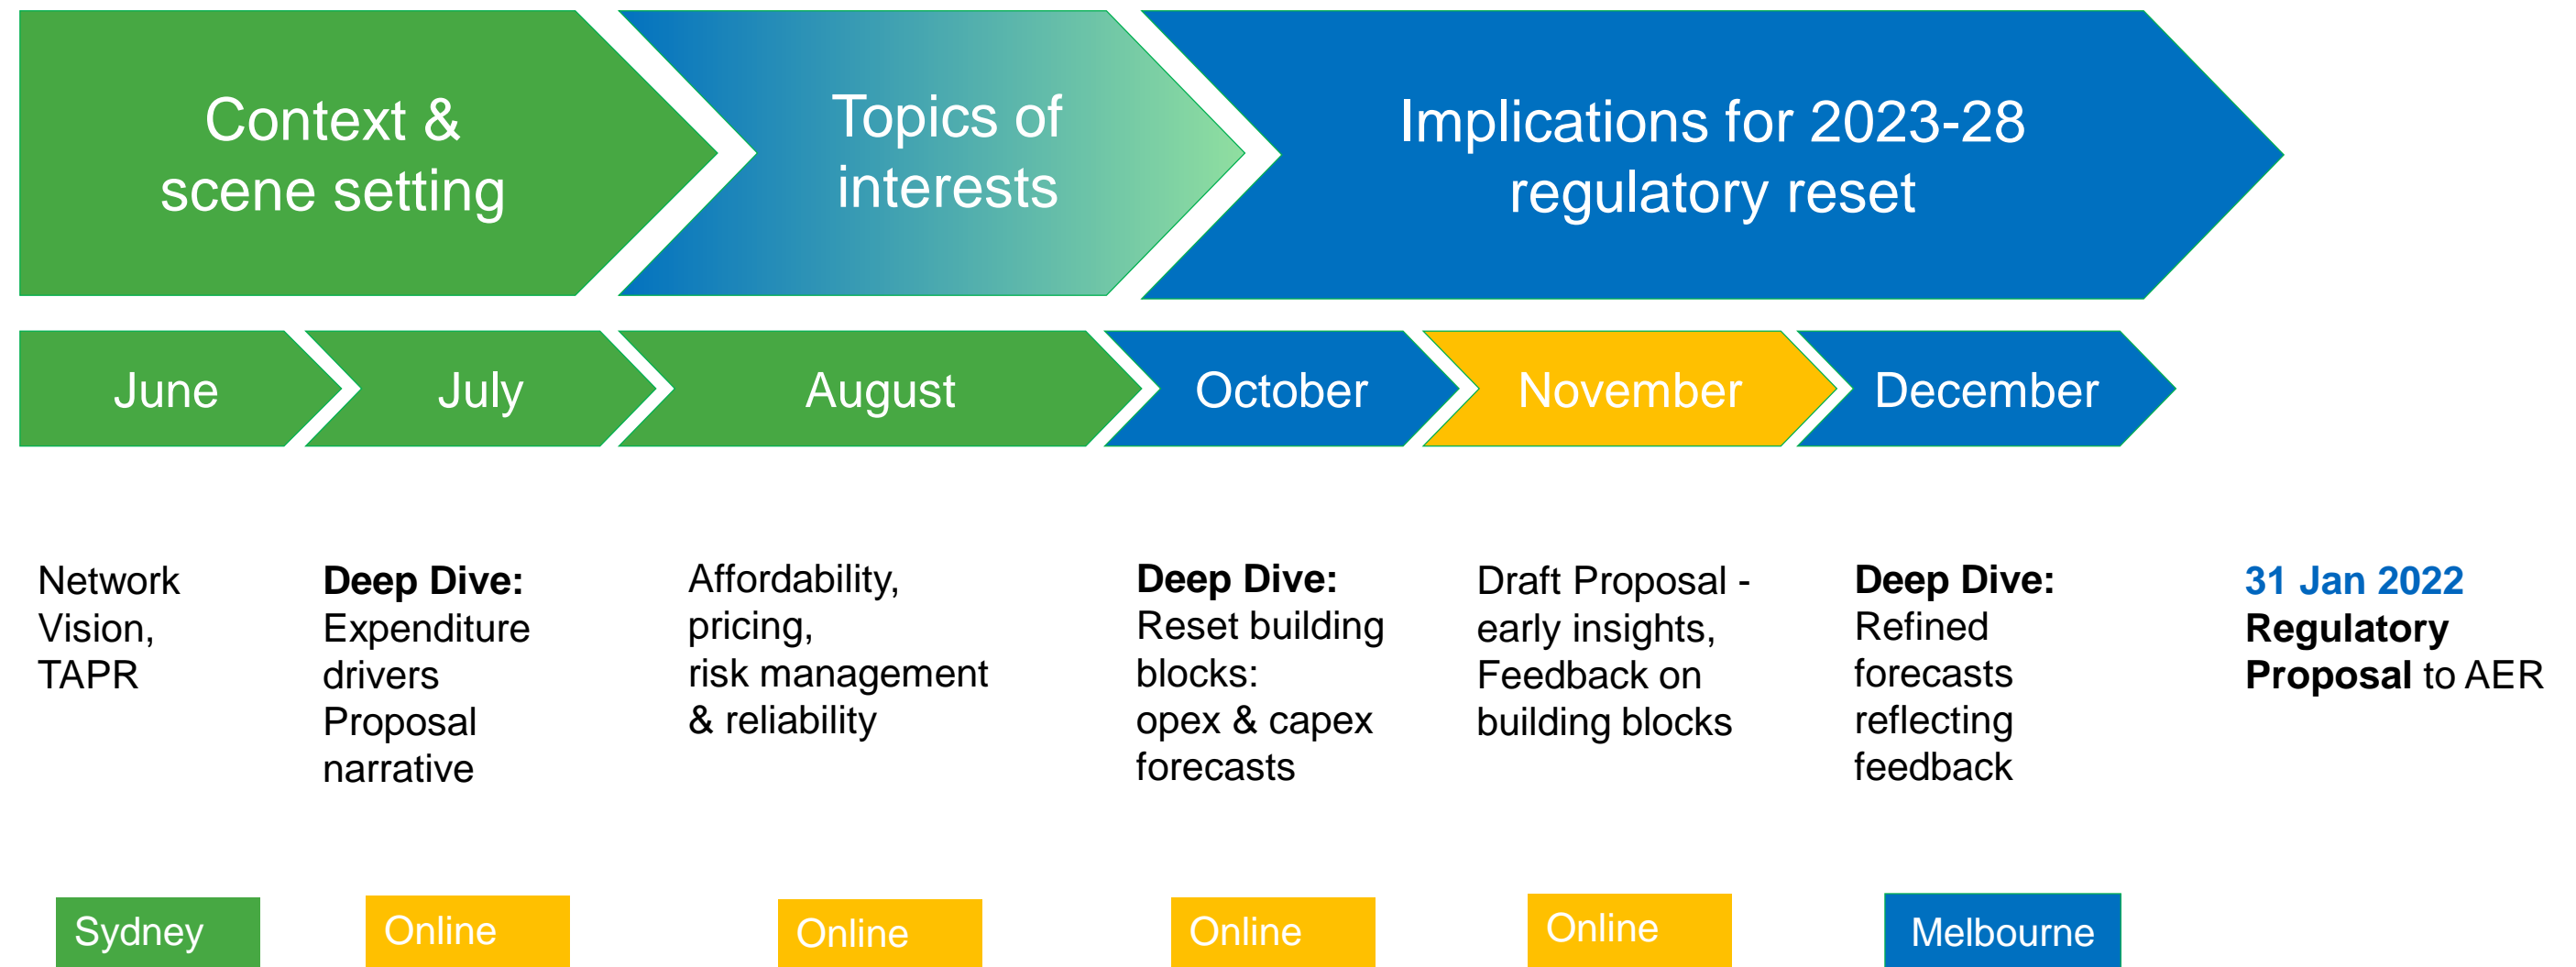 Context &
scene setting
Topics of
interests
Implications for 2023-28
regulatory reset
June
July
August
October
November
December
Network
Vision,
TAPR
Deep Dive:
Expenditure
drivers
Proposal
narrative
Affordability,
pricing,
risk management
& reliability
Deep Dive:
Reset building
blocks:
opex & capex
forecasts
Draft Proposal -
early insights,
Feedback on
building blocks
Deep Dive:
Refined
forecasts
reflecting
feedback
31 Jan 2022
Regulatory
Proposal to AER
Sydney
Online
Online
Online
Online
Melbourne